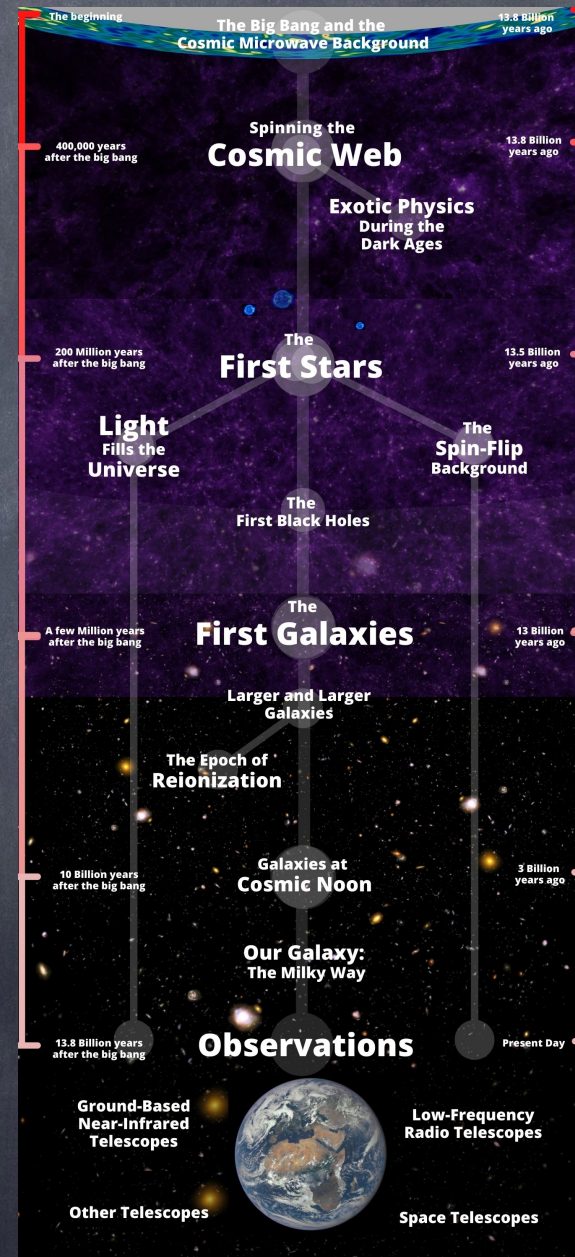 The beginning
The Big Bang and the
Cosmic Microwave Background
13.8 Billion
years ago
Spinning the
Cosmic Web
400,000 years
after the big bang
13.8 Billion
years ago
Exotic Physics
During the
Dark Ages
The
First Stars
200 Million years
after the big bang
13.5 Billion
years ago
Light
Fills the
Universe
The
Spin-Flip
Background
The
First Black Holes
The
First Galaxies
A few Million years
after the big bang
13 Billion
years ago
Larger and Larger
Galaxies
The Epoch of
Reionization
Galaxies at
Cosmic Noon
10 Billion years
after the big bang
3 Billion
years ago
Our Galaxy:
The Milky Way
Observations
13.8 Billion years
after the big bang
Present Day
Ground-Based
Near-Infrared
Telescopes
Low-Frequency
Radio Telescopes
Other Telescopes
Space Telescopes